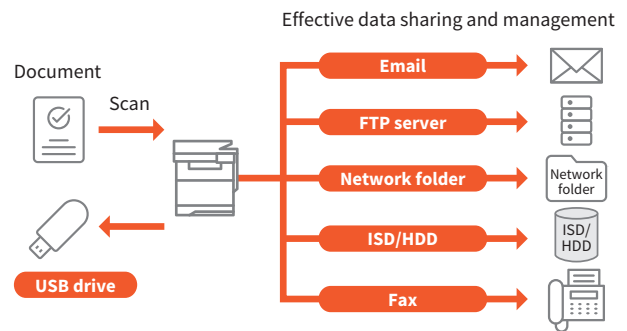 Effective data sharing and management
Document
Scan
USB drive
Email
FTP server
Network folder
Network
folder
ISD/HDD
ISD/
HDD
Fax